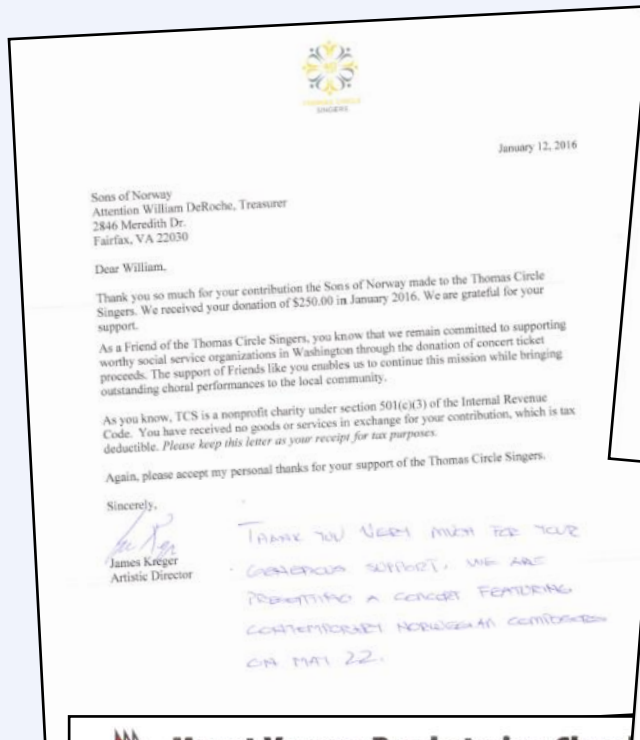 THOMAS CIRCLE
SINGERS
January 12, 2016
Sons of Norway
Attention William DeRoche, Treasurer
2846 Meredith Dr.
Fairfax, VA 22030
Dear William,
Thank you so much for your contribution the Sons of Norway made to the Thomas Circle
Singers. We received your donation of $250.00 in January 2016. We are grateful for your
support.
As a Friend of the Thomas Circle Singers, you know that we remain committed to supporting
worthy social service organizations in Washington through the donation of concert ticket
proceeds. The support of Friends like you enables us to continue this mission while bringing
outstanding choral performances to the local community.
As you know, TCS is a nonprofit charity under section 501(c)(3) of the Internal Revenue
Code. You have received no goods or services in exchange for your contribution, which is tax
deductible. Please keep this letter as your receipt for tax purposes.
Again, please accept my personal thanks for your support of the Thomas Circle Singers.
Sincerely,
James Kreger
Artistic Director
THANK YOU VERY MUCH FOR YOUR
GENEROUS SUPPORT. WE ARE
PRESENTING A CONCERT FEATURING
CONTEMPORARY NORWEGIAN COMPOSERS
ON MAY 22.